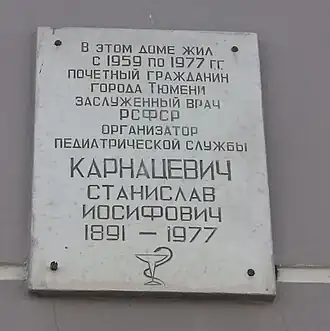 В ЭТОМ ДОМЕ ЖИЛ
С 1959 ПО 1977 ГГ.
ПОЧЕТНЫЙ ГРАЖДАНИН
ГОРОДА ТЮМЕНИ
ЗАСЛУЖЕННЫЙ ВРАЧ
РСФСР
ОРГАНИЗАТОР
ПЕДИАТРИЧЕСКОЙ СЛУЖБЫ
КАРНАЦЕВИЧ
СТАНИСЛАВ
ИОСИФОВИЧ
1891 — 1977